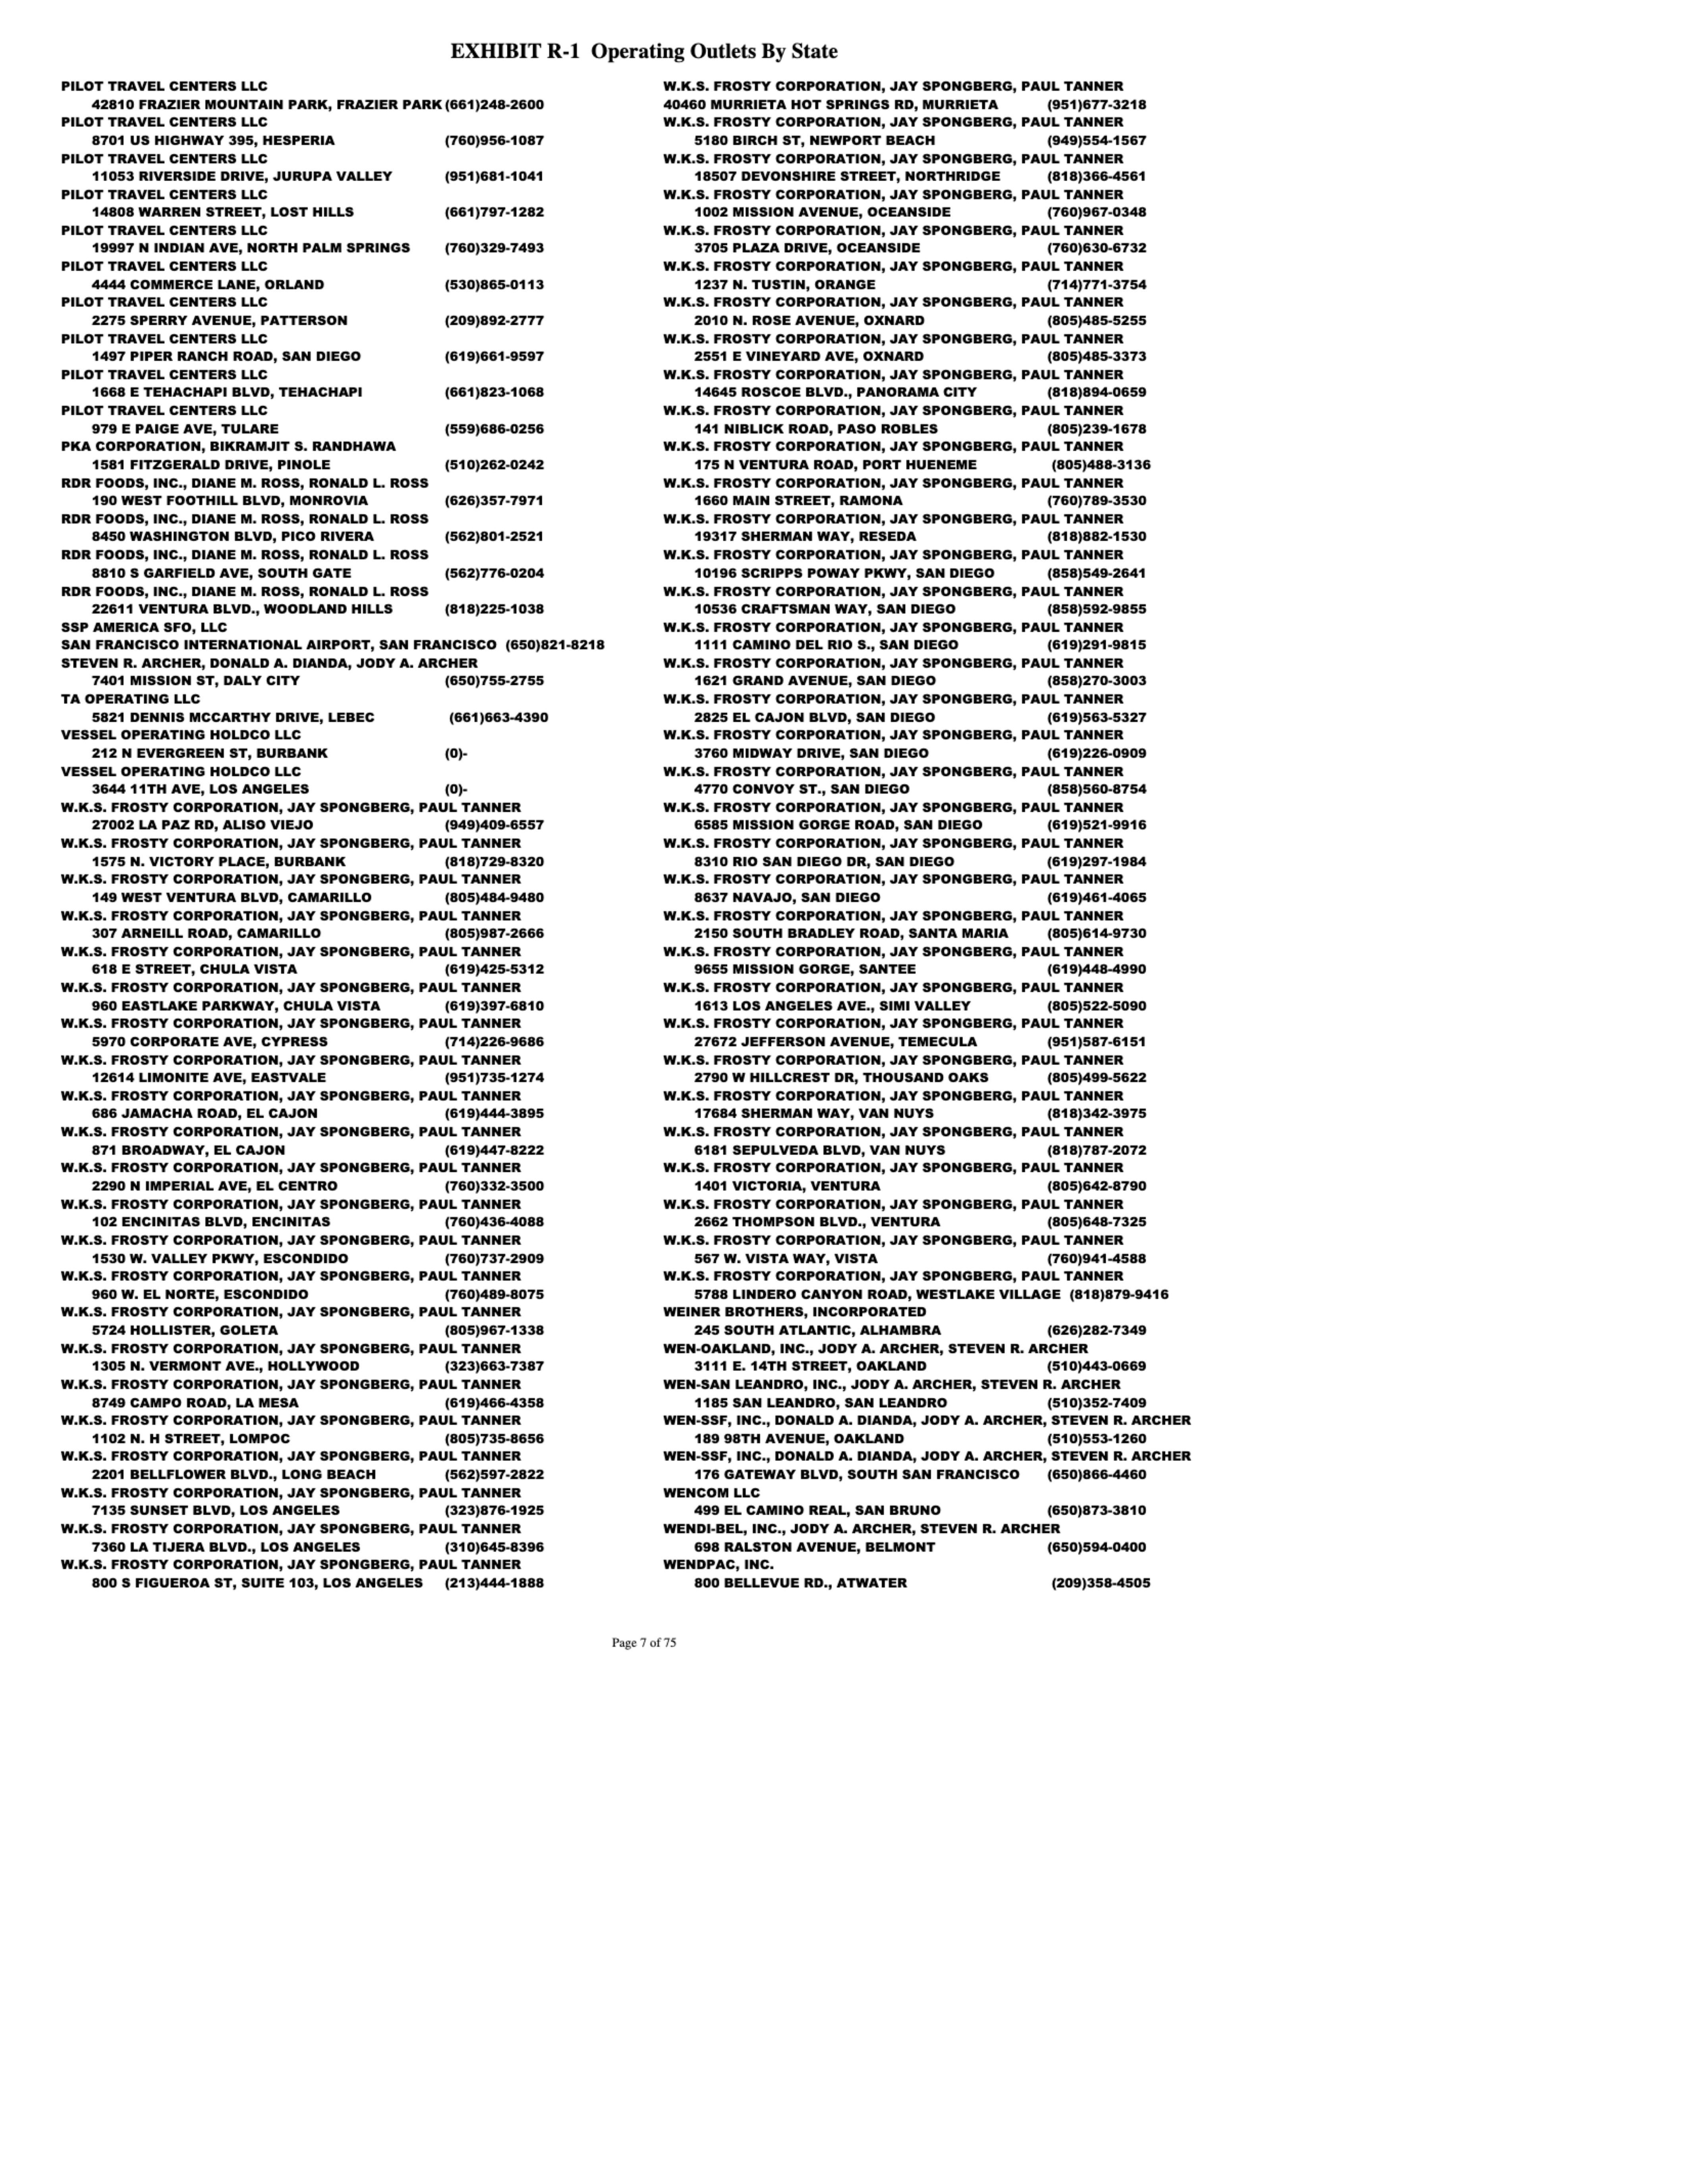 EXHIBIT R-1 Operating Outlets By State
PILOT TRAVEL CENTERS LLC
42810 FRAZIER MOUNTAIN PARK, FRAZIER PARK (661)248-2600
PILOT TRAVEL CENTERS LLC
8701 US HIGHWAY 395, HESPERIA (760)956-1087
PILOT TRAVEL CENTERS LLC
11053 RIVERSIDE DRIVE, JURUPA VALLEY (951)681-1041
PILOT TRAVEL CENTERS LLC
14808 WARREN STREET, LOST HILLS (661)797-1282
PILOT TRAVEL CENTERS LLC
19997 N INDIAN AVE, NORTH PALM SPRINGS (760)329-7493
PILOT TRAVEL CENTERS LLC
4444 COMMERCE LANE, ORLAND (530)865-0113
PILOT TRAVEL CENTERS LLC
2275 SPERRY AVENUE, PATTERSON (209)892-2777
PILOT TRAVEL CENTERS LLC
1497 PIPER RANCH ROAD, SAN DIEGO (619)661-9597
PILOT TRAVEL CENTERS LLC
1668 E TEHACHAPI BLVD, TEHACHAPI (661)823-1068
PILOT TRAVEL CENTERS LLC
979 E PAIGE AVE, TULARE (559)686-0256
PKA CORPORATION, BIKRAMJIT S. RANDHAWA
1581 FITZGERALD DRIVE, PINOLE (510)262-0242
RDR FOODS, INC., DIANE M. ROSS, RONALD L. ROSS
190 WEST FOOTHILL BLVD, MONROVIA (626)357-7971
RDR FOODS, INC., DIANE M. ROSS, RONALD L. ROSS
8450 WASHINGTON BLVD, PICO RIVERA (562)801-2521
RDR FOODS, INC., DIANE M. ROSS, RONALD L. ROSS
8810 S GARFIELD AVE, SOUTH GATE (562)776-0204
RDR FOODS, INC., DIANE M. ROSS, RONALD L. ROSS
22611 VENTURA BLVD., WOODLAND HILLS (818)225-1038
SSP AMERICA SFO, LLC
SAN FRANCISCO INTERNATIONAL AIRPORT, SAN FRANCISCO (650)821-8218
STEVEN R. ARCHER, DONALD A. DIANDA, JODY A. ARCHER
7401 MISSION ST, DALY CITY (650)755-2755
TA OPERATING LLC
5821 DENNIS MCCARTHY DRIVE, LEBEC (661)663-4390
VESSEL OPERATING HOLDCO LLC
212 N EVERGREEN ST, BURBANK (0)-
VESSEL OPERATING HOLDCO LLC
3644 11TH AVE, LOS ANGELES (0)-
W.K.S. FROSTY CORPORATION, JAY SPONGBERG, PAUL TANNER
27002 LA PAZ RD, ALISO VIEJO (949)409-6557
W.K.S. FROSTY CORPORATION, JAY SPONGBERG, PAUL TANNER
1575 N. VICTORY PLACE, BURBANK (818)729-8320
W.K.S. FROSTY CORPORATION, JAY SPONGBERG, PAUL TANNER
149 WEST VENTURA BLVD, CAMARILLO (805)484-9480
W.K.S. FROSTY CORPORATION, JAY SPONGBERG, PAUL TANNER
307 ARNEILL ROAD, CAMARILLO (805)987-2666
W.K.S. FROSTY CORPORATION, JAY SPONGBERG, PAUL TANNER
618 E STREET, CHULA VISTA (619)425-5312
W.K.S. FROSTY CORPORATION, JAY SPONGBERG, PAUL TANNER
960 EASTLAKE PARKWAY, CHULA VISTA (619)397-6810
W.K.S. FROSTY CORPORATION, JAY SPONGBERG, PAUL TANNER
5970 CORPORATE AVE, CYPRESS (714)226-9686
W.K.S. FROSTY CORPORATION, JAY SPONGBERG, PAUL TANNER
12614 LIMONITE AVE, EASTVALE (951)735-1274
W.K.S. FROSTY CORPORATION, JAY SPONGBERG, PAUL TANNER
686 JAMACHA ROAD, EL CAJON (619)444-3895
W.K.S. FROSTY CORPORATION, JAY SPONGBERG, PAUL TANNER
871 BROADWAY, EL CAJON (619)447-8222
W.K.S. FROSTY CORPORATION, JAY SPONGBERG, PAUL TANNER
2290 N IMPERIAL AVE, EL CENTRO (760)332-3500
W.K.S. FROSTY CORPORATION, JAY SPONGBERG, PAUL TANNER
102 ENCINITAS BLVD, ENCINITAS (760)436-4088
W.K.S. FROSTY CORPORATION, JAY SPONGBERG, PAUL TANNER
1530 W. VALLEY PKWY, ESCONDIDO (760)737-2909
W.K.S. FROSTY CORPORATION, JAY SPONGBERG, PAUL TANNER
960 W. EL NORTE, ESCONDIDO (760)489-8075
W.K.S. FROSTY CORPORATION, JAY SPONGBERG, PAUL TANNER
5724 HOLLISTER, GOLETA (805)967-1338
W.K.S. FROSTY CORPORATION, JAY SPONGBERG, PAUL TANNER
1305 N. VERMONT AVE., HOLLYWOOD (323)663-7387
W.K.S. FROSTY CORPORATION, JAY SPONGBERG, PAUL TANNER
8749 CAMPO ROAD, LA MESA (619)466-4358
W.K.S. FROSTY CORPORATION, JAY SPONGBERG, PAUL TANNER
1102 N. H STREET, LOMPOC (805)735-8656
W.K.S. FROSTY CORPORATION, JAY SPONGBERG, PAUL TANNER
2201 BELLFLOWER BLVD., LONG BEACH (562)597-2822
W.K.S. FROSTY CORPORATION, JAY SPONGBERG, PAUL TANNER
7135 SUNSET BLVD, LOS ANGELES (323)876-1925
W.K.S. FROSTY CORPORATION, JAY SPONGBERG, PAUL TANNER
7360 LA TIJERA BLVD., LOS ANGELES (310)645-8396
W.K.S. FROSTY CORPORATION, JAY SPONGBERG, PAUL TANNER
800 S FIGUEROA ST, SUITE 103, LOS ANGELES (213)444-1888
W.K.S. FROSTY CORPORATION, JAY SPONGBERG, PAUL TANNER
40460 MURRIETA HOT SPRINGS RD, MURRIETA (951)677-3218
W.K.S. FROSTY CORPORATION, JAY SPONGBERG, PAUL TANNER
5180 BIRCH ST, NEWPORT BEACH (949)554-1567
W.K.S. FROSTY CORPORATION, JAY SPONGBERG, PAUL TANNER
18507 DEVONSHIRE STREET, NORTHRIDGE (818)366-4561
W.K.S. FROSTY CORPORATION, JAY SPONGBERG, PAUL TANNER
1002 MISSION AVENUE, OCEANSIDE (760)967-0348
W.K.S. FROSTY CORPORATION, JAY SPONGBERG, PAUL TANNER
3705 PLAZA DRIVE, OCEANSIDE (760)630-6732
W.K.S. FROSTY CORPORATION, JAY SPONGBERG, PAUL TANNER
1237 N. TUSTIN, ORANGE (714)771-3754
W.K.S. FROSTY CORPORATION, JAY SPONGBERG, PAUL TANNER
2010 N. ROSE AVENUE, OXNARD (805)485-5255
W.K.S. FROSTY CORPORATION, JAY SPONGBERG, PAUL TANNER
2551 E VINEYARD AVE, OXNARD (805)485-3373
W.K.S. FROSTY CORPORATION, JAY SPONGBERG, PAUL TANNER
14645 ROSCOE BLVD., PANORAMA CITY (818)894-0659
W.K.S. FROSTY CORPORATION, JAY SPONGBERG, PAUL TANNER
141 NIBLICK ROAD, PASO ROBLES (805)239-1678
W.K.S. FROSTY CORPORATION, JAY SPONGBERG, PAUL TANNER
175 N VENTURA ROAD, PORT HUENEME (805)488-3136
W.K.S. FROSTY CORPORATION, JAY SPONGBERG, PAUL TANNER
1660 MAIN STREET, RAMONA (760)789-3530
W.K.S. FROSTY CORPORATION, JAY SPONGBERG, PAUL TANNER
19317 SHERMAN WAY, RESEDA (818)882-1530
W.K.S. FROSTY CORPORATION, JAY SPONGBERG, PAUL TANNER
10196 SCRIPPS POWAY PKWY, SAN DIEGO (858)549-2641
W.K.S. FROSTY CORPORATION, JAY SPONGBERG, PAUL TANNER
10536 CRAFTSMAN WAY, SAN DIEGO (858)592-9855
W.K.S. FROSTY CORPORATION, JAY SPONGBERG, PAUL TANNER
1111 CAMINO DEL RIO S., SAN DIEGO (619)291-9815
W.K.S. FROSTY CORPORATION, JAY SPONGBERG, PAUL TANNER
1621 GRAND AVENUE, SAN DIEGO (858)270-3003
W.K.S. FROSTY CORPORATION, JAY SPONGBERG, PAUL TANNER
2825 EL CAJON BLVD, SAN DIEGO (619)563-5327
W.K.S. FROSTY CORPORATION, JAY SPONGBERG, PAUL TANNER
3760 MIDWAY DRIVE, SAN DIEGO (619)226-0909
W.K.S. FROSTY CORPORATION, JAY SPONGBERG, PAUL TANNER
4770 CONVOY ST., SAN DIEGO (858)560-8754
W.K.S. FROSTY CORPORATION, JAY SPONGBERG, PAUL TANNER
6585 MISSION GORGE ROAD, SAN DIEGO (619)521-9916
W.K.S. FROSTY CORPORATION, JAY SPONGBERG, PAUL TANNER
8310 RIO SAN DIEGO DR, SAN DIEGO (619)297-1984
W.K.S. FROSTY CORPORATION, JAY SPONGBERG, PAUL TANNER
8637 NAVAJO, SAN DIEGO (619)461-4065
W.K.S. FROSTY CORPORATION, JAY SPONGBERG, PAUL TANNER
2150 SOUTH BRADLEY ROAD, SANTA MARIA (805)614-9730
W.K.S. FROSTY CORPORATION, JAY SPONGBERG, PAUL TANNER
9655 MISSION GORGE, SANTEE (619)448-4990
W.K.S. FROSTY CORPORATION, JAY SPONGBERG, PAUL TANNER
1613 LOS ANGELES AVE., SIMI VALLEY (805)522-5090
W.K.S. FROSTY CORPORATION, JAY SPONGBERG, PAUL TANNER
27672 JEFFERSON AVENUE, TEMECULA (951)587-6151
W.K.S. FROSTY CORPORATION, JAY SPONGBERG, PAUL TANNER
2790 W HILLCREST DR, THOUSAND OAKS (805)499-5622
W.K.S. FROSTY CORPORATION, JAY SPONGBERG, PAUL TANNER
17684 SHERMAN WAY, VAN NUYS (818)342-3975
W.K.S. FROSTY CORPORATION, JAY SPONGBERG, PAUL TANNER
6181 SEPULVEDA BLVD, VAN NUYS (818)787-2072
W.K.S. FROSTY CORPORATION, JAY SPONGBERG, PAUL TANNER
1401 VICTORIA, VENTURA (805)642-8790
W.K.S. FROSTY CORPORATION, JAY SPONGBERG, PAUL TANNER
2662 THOMPSON BLVD., VENTURA (805)648-7325
W.K.S. FROSTY CORPORATION, JAY SPONGBERG, PAUL TANNER
567 W. VISTA WAY, VISTA (760)941-4588
W.K.S. FROSTY CORPORATION, JAY SPONGBERG, PAUL TANNER
5788 LINDERO CANYON ROAD, WESTLAKE VILLAGE (818)879-9416
WEINER BROTHERS, INCORPORATED
245 SOUTH ATLANTIC, ALHAMBRA (626)282-7349
WEN-OAKLAND, INC., JODY A. ARCHER, STEVEN R. ARCHER
3111 E. 14TH STREET, OAKLAND (510)443-0669
WEN-SAN LEANDRO, INC., JODY A. ARCHER, STEVEN R. ARCHER
1185 SAN LEANDRO, SAN LEANDRO (510)352-7409
WEN-SSF, INC., DONALD A. DIANDA, JODY A. ARCHER, STEVEN R. ARCHER
189 98TH AVENUE, OAKLAND (510)553-1260
WEN-SSF, INC., DONALD A. DIANDA, JODY A. ARCHER, STEVEN R. ARCHER
176 GATEWAY BLVD, SOUTH SAN FRANCISCO (650)866-4460
WENCOM LLC
499 EL CAMINO REAL, SAN BRUNO (650)873-3810
WENDI-BEL, INC., JODY A. ARCHER, STEVEN R. ARCHER
698 RALSTON AVENUE, BELMONT (650)594-0400
WENDPAC, INC.
800 BELLEVUE RD., ATWATER (209)358-4505
Page 7 of 75